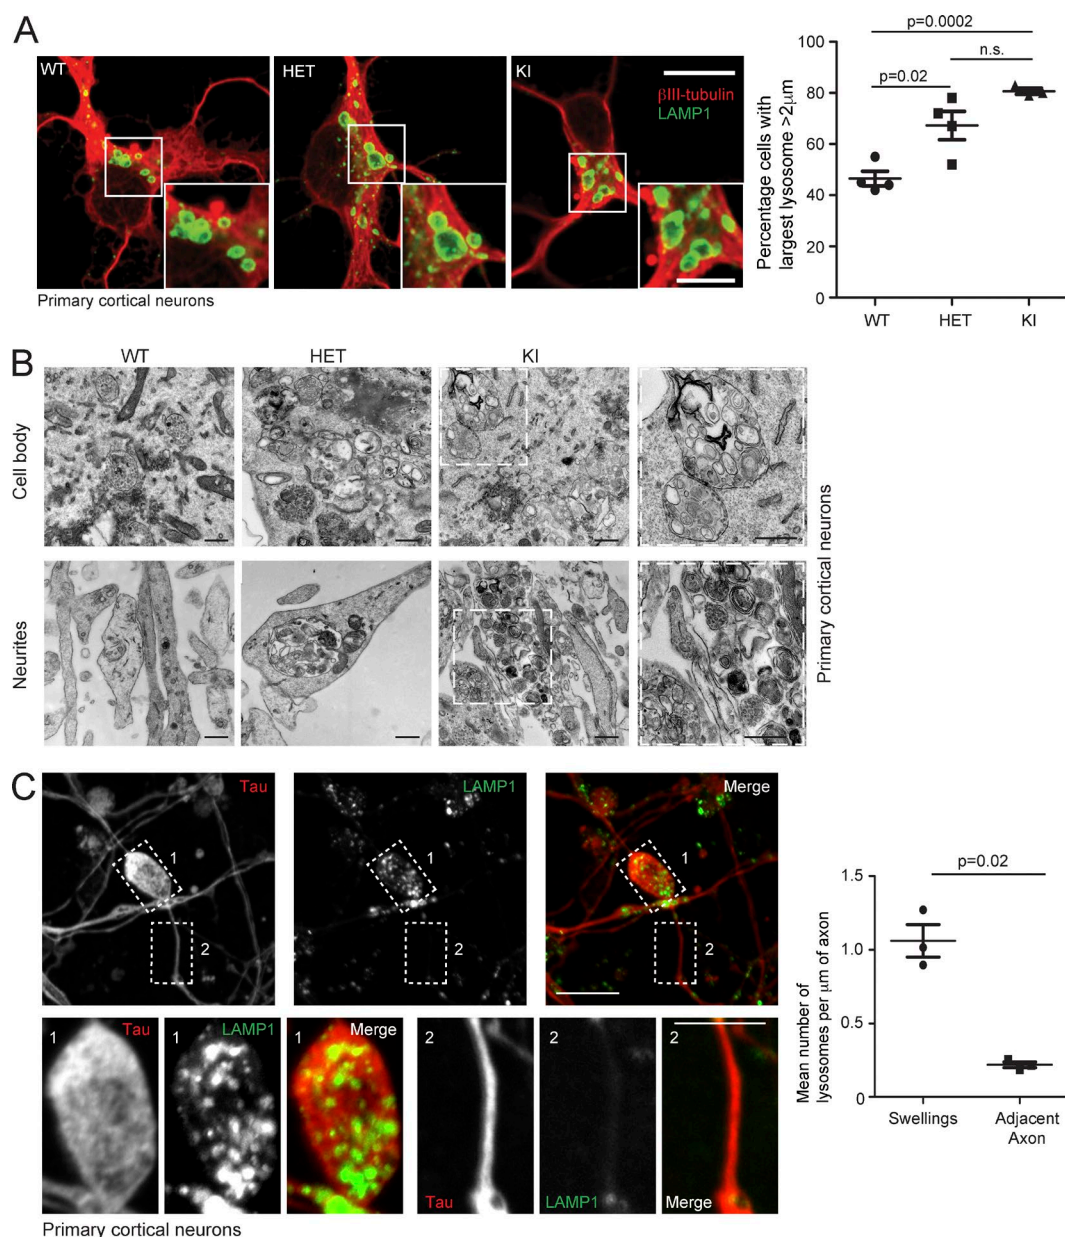 A
WT
HET
KI
βIII-tubulin
LAMP1
Primary cortical neurons
p=0.0002
n.s.
p=0.02
Percentage cells with
largest lysosome >2μm
100
80
60
40
20
0
WT
HET
KI
B
WT
HET
KI
Cell body
Neurites
Primary cortical neurons
C
Tau
1
2
LAMP1
1
2
Merge
1
2
1
Tau
1
LAMP1
1
Merge
2
Tau
2
LAMP1
2
Merge
Primary cortical neurons
p=0.02
Mean number of
lysosomes per μm of axon
1.5
1.0
0.5
0
Swellings
Adjacent
Axon